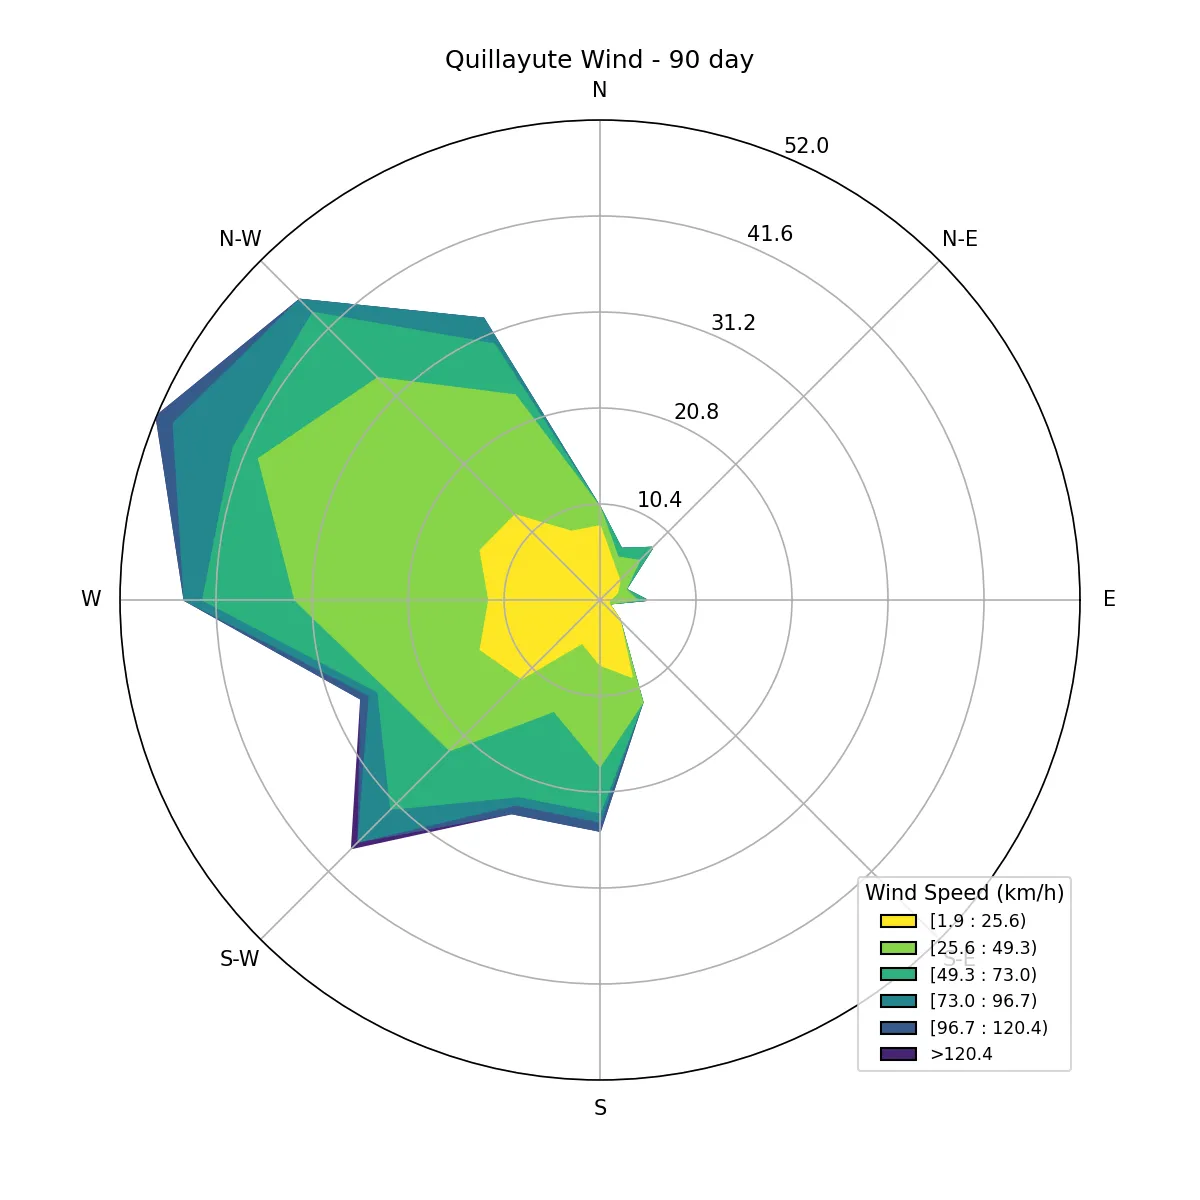 Quillayute Wind - 90 day
N
52.0
N-W
41.6
N-E
31.2
20.8
10.4
W
E
Wind Speed (km/h)
[1.9 : 25.6)
[25.6 : 49.3)
[49.3 : 73.0)
[73.0 : 96.7)
[96.7 : 120.4)
>120.4
S-W
S-E
S